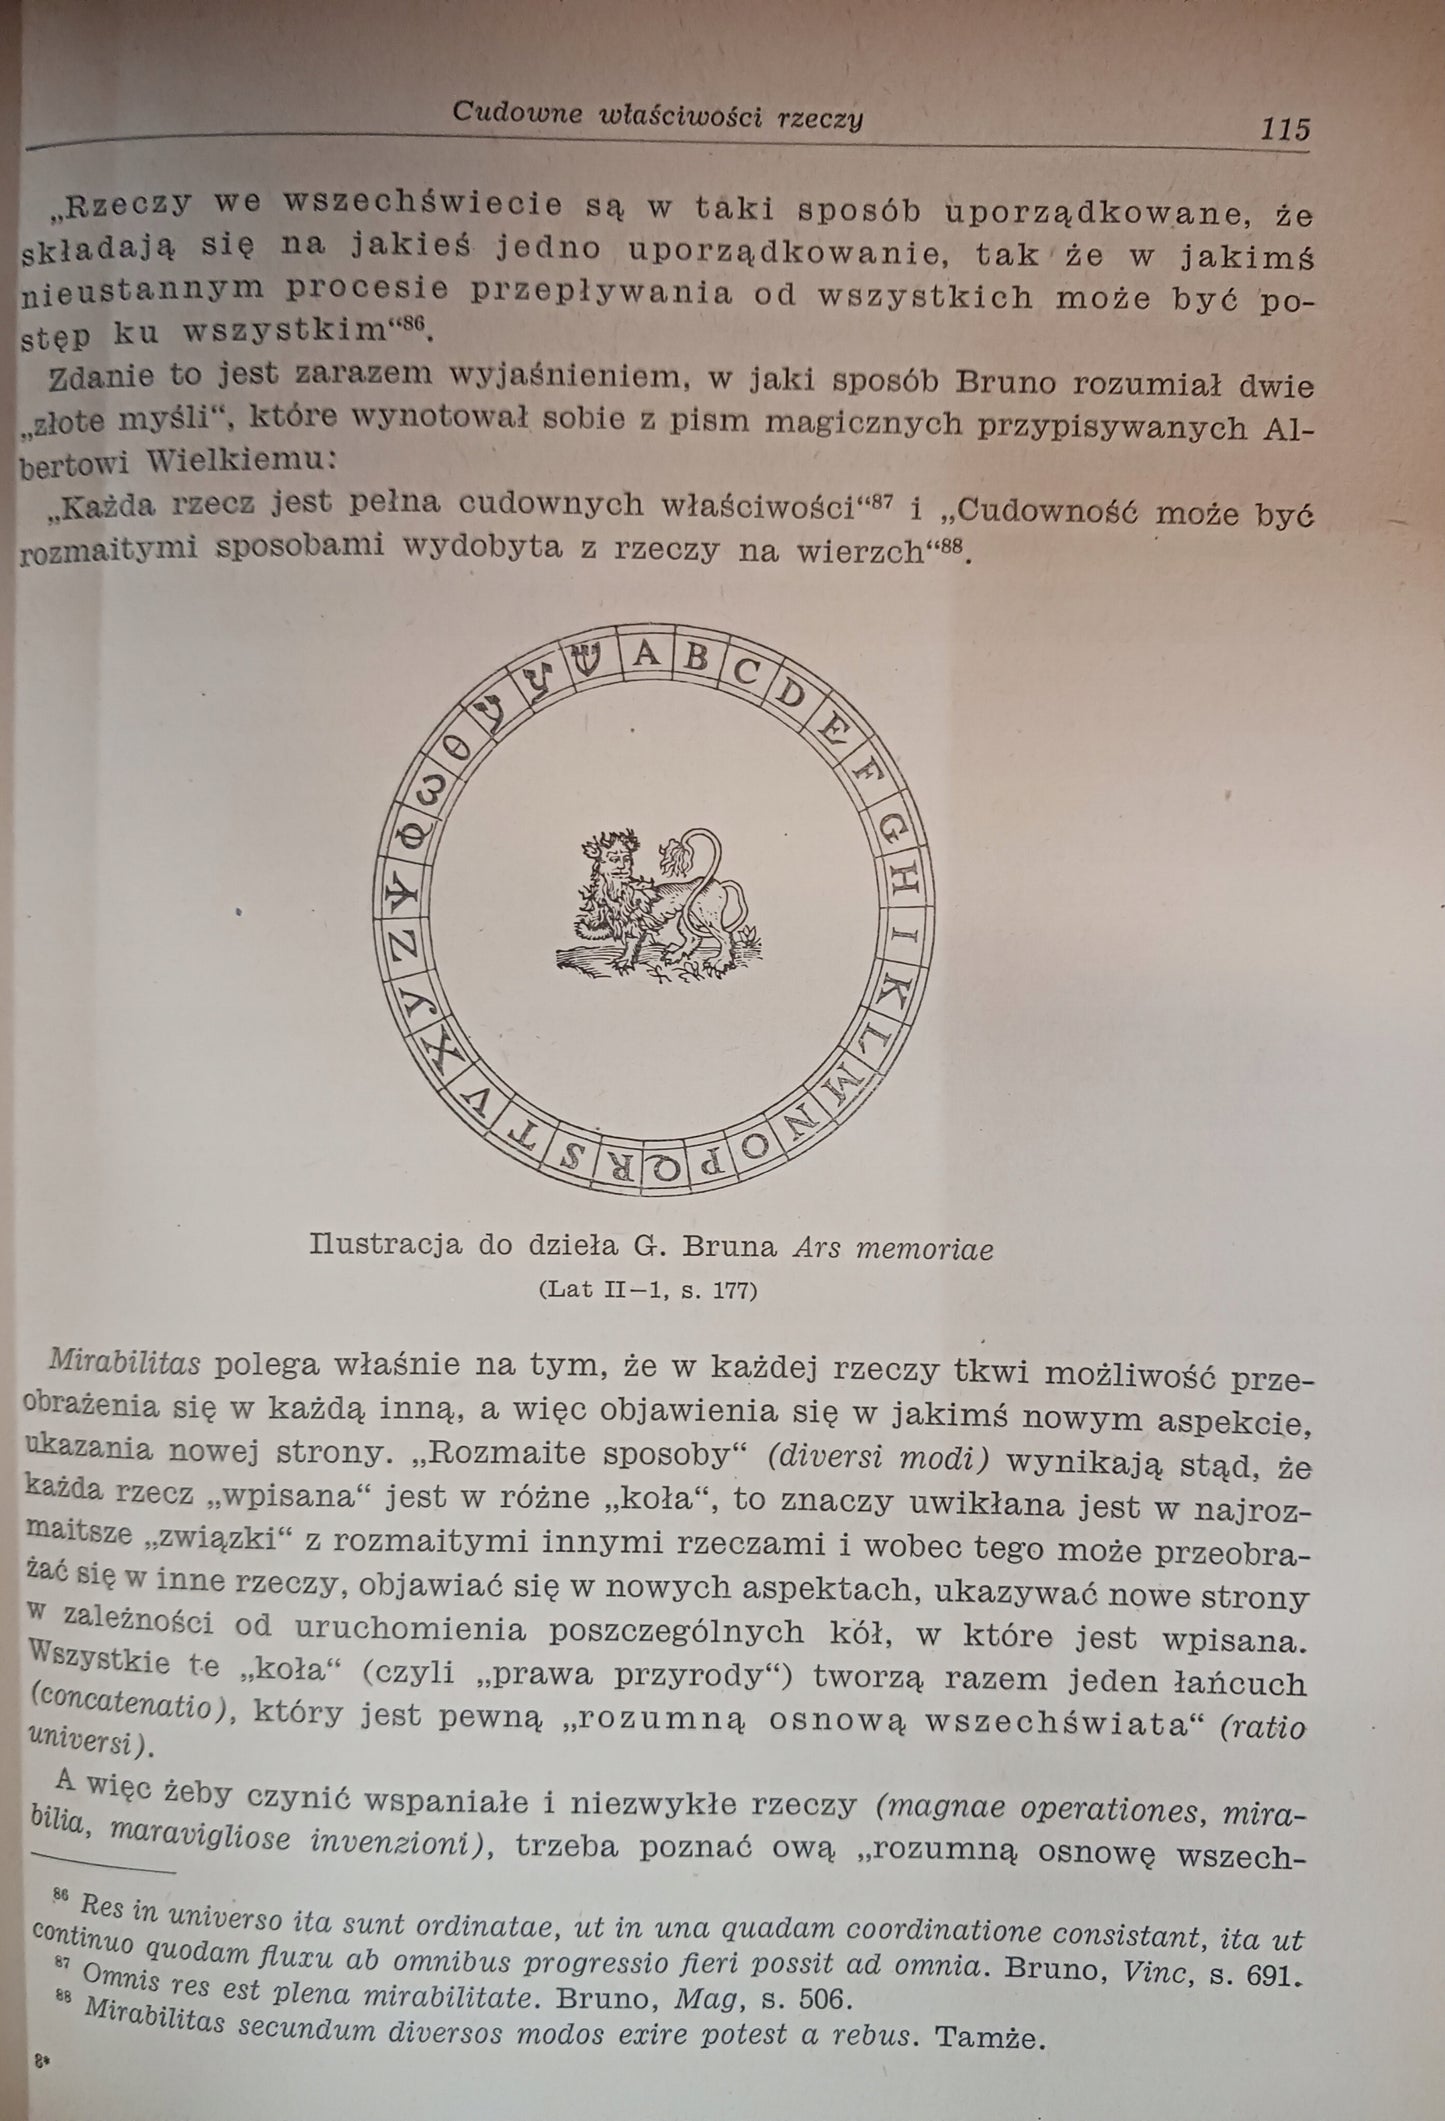 Cudowne właściwości rzeczy
115
„Rzeczy we wszechświecie są w taki sposób uporządkowane, że
składają się na jakieś jedno uporządkowanie, tak że w jakimś
nieustannym procesie przepływania od wszystkich może być po-
stęp ku wszystkim“86.
Zdanie to jest zarazem wyjaśnieniem, w jaki sposób Bruno rozumiał dwie
„złote myśli“, które wynotował sobie z pism magicznych przypisywanych Al-
bertowi Wielkiemu:
„Każda rzecz jest pełna cudownych właściwości“87 i „Cudowność może być
rozmaitymi sposobami wydobyta z rzeczy na wierzch“88.
A B C D E F G H I K L M N O P Q R S T V X Y Z Ψ Φ ω θ ע צ ש
Ilustracja do dzieła G. Bruna Ars memoriae
(Lat II—1, s. 177)
Mirabilitas polega właśnie na tym, że w każdej rzeczy tkwi możliwość prze-
obrażenia się w każdą inną, a więc objawienia się w jakimś nowym aspekcie,
ukazania nowej strony. „Rozmaite sposoby“ (diversi modi) wynikają stąd, że
każda rzecz „wpisana“ jest w różne „koła“, to znaczy uwikłana jest w najroz-
maitsze „związki“ z rozmaitymi innymi rzeczami i wobec tego może przeobra-
żać się w inne rzeczy, objawiać się w nowych aspektach, ukazywać nowe strony
w zależności od uruchomienia poszczególnych kół, w które jest wpisana.
Wszystkie te „koła“ (czyli „prawa przyrody“) tworzą razem jeden łańcuch
(concatenatio), który jest pewną „rozumną osnową wszechświata“ (ratio
universi).
A więc żeby czynić wspaniałe i niezwykłe rzeczy (magnae operationes, mira-
bilia, maravigliose invenzioni), trzeba poznać ową „rozumną osnowę wszech-
86 Res in universo ita sunt ordinatae, ut in una quadam coordinatione consistant, ita ut
continuo quodam fluxu ab omnibus progressio fieri possit ad omnia. Bruno, Vinc, s. 691.
87 Omnis res est plena mirabilitate. Bruno, Mag, s. 506.
88 Mirabilitas secundum diversos modos exire potest a rebus. Tamże.
8*